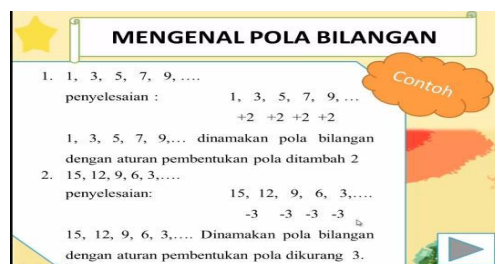 MENGENAL POLA BILANGAN
Contoh
1. 1, 3, 5, 7, 9, ....
penyelesaian : 1, 3, 5, 7, 9, ...
+2 +2 +2 +2
1, 3, 5, 7, 9,... dinamakan pola bilangan
dengan aturan pembentukan pola ditambah 2
2. 15, 12, 9, 6, 3,....
penyelesaian: 15, 12, 9, 6, 3,....
-3 -3 -3 -3
15, 12, 9, 6, 3,.... Dinamakan pola bilangan
dengan aturan pembentukan pola dikurang 3.